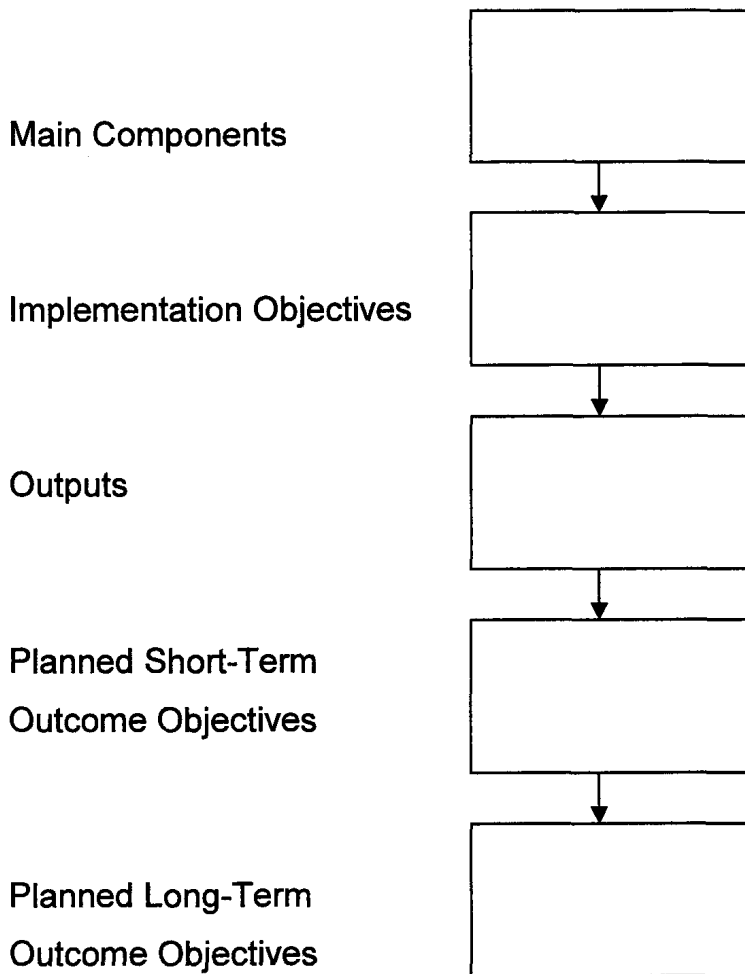 Main Components
Implementation Objectives
Outputs
Planned Short-Term
Outcome Objectives
Planned Long-Term
Outcome Objectives